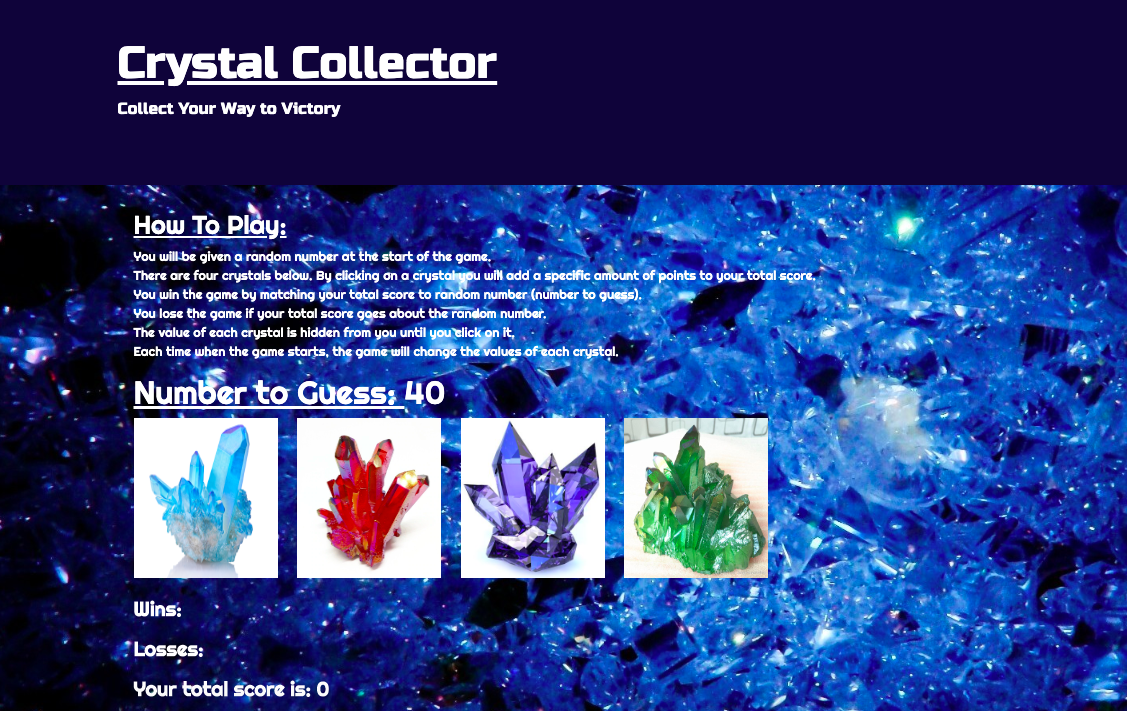 Crystal Collector
Collect Your Way to Victory
How To Play:
You will be given a random number at the start of the game.
There are four crystals below. By clicking on a crystal you will add a specific amount of points to your total score.
You win the game by matching your total score to random number (number to guess).
You lose the game if your total score goes about the random number.
The value of each crystal is hidden from you until you click on it.
Each time when the game starts, the game will change the values of each crystal.
Number to Guess: 40
Wins:
Losses:
Your total score is: 0